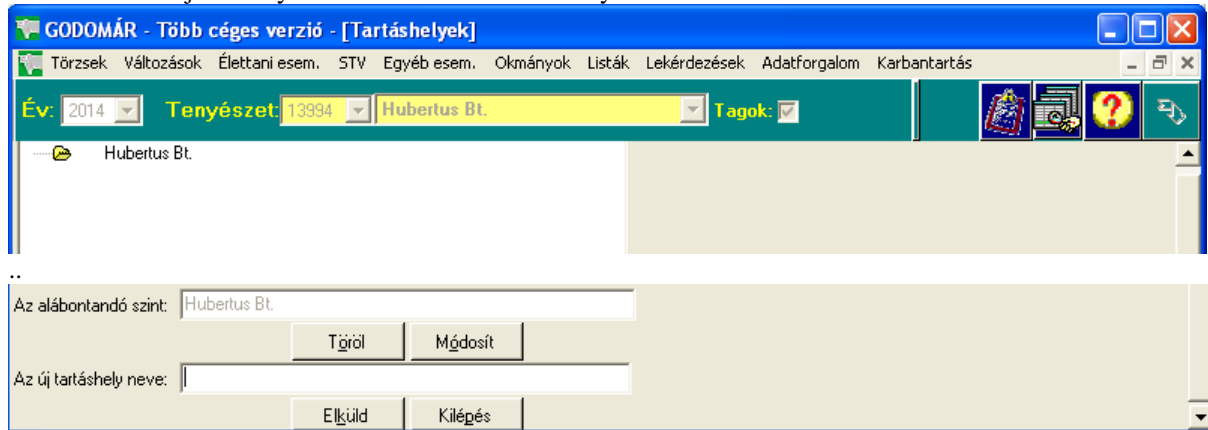 GODOMÁR - Több céges verzió - [Tartáshelyek]
Törzsek Változások Élettani esem. STV Egyéb esem. Okmányok Listák Lekérdezések Adatforgalom Karbantartás
Év: 2014 Tenyészet: 13994 Hubertus Bt. Tagok:
Hubertus Bt.
..
Az alábontandó szint: Hubertus Bt.
Töröl Módosít
Az új tartáshely neve:
Elküld Kilépés